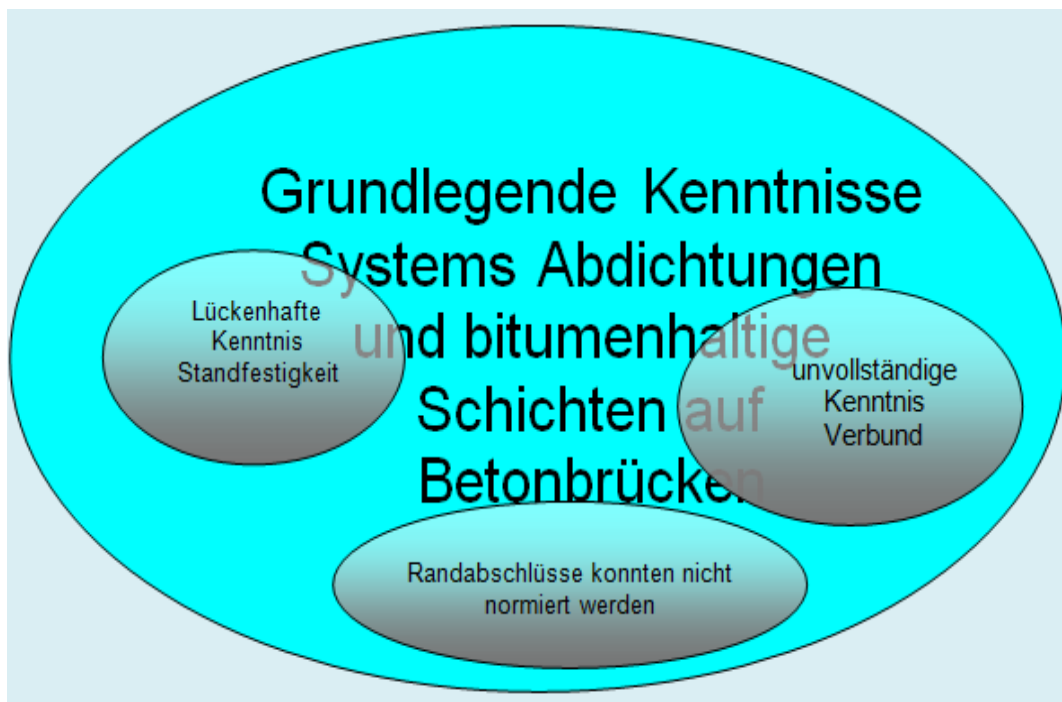 Grundlegende Kenntnisse
Systems Abdichtungen
und bitumenhaltige
Schichten auf
Betonbrücken
Lückenhafte
Kenntnis
Standfestigkeit
unvollständige
Kenntnis
Verbund
Randabschlüsse konnten nicht
normiert werden